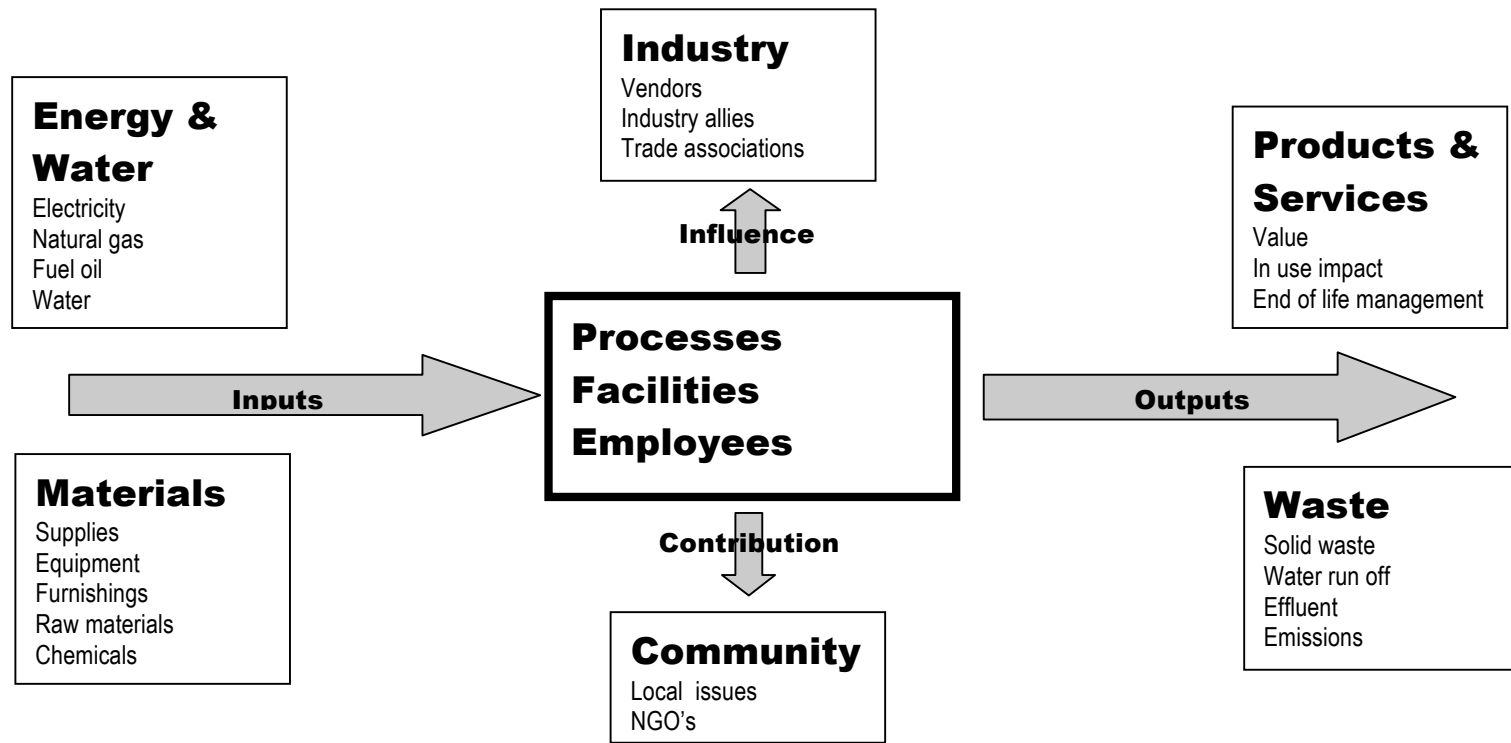 Energy &
Water
Electricity
Natural gas
Fuel oil
Water
Inputs
Materials
Supplies
Equipment
Furnishings
Raw materials
Chemicals
Industry
Vendors
Industry allies
Trade associations
Influence
Processes
Facilities
Employees
Contribution
Community
Local issues
NGO’s
Products &
Services
Value
In use impact
End of life management
Outputs
Waste
Solid waste
Water run off
Effluent
Emissions